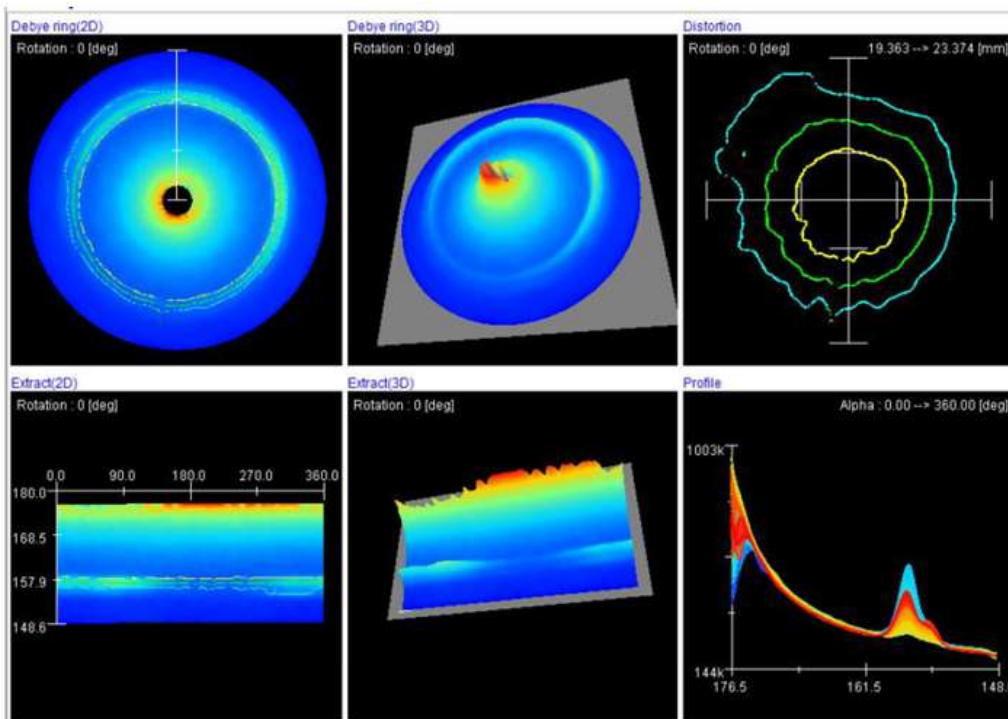 Debye ring(2D)
Rotation : 0 [deg]
Debye ring(3D)
Rotation : 0 [deg]
Distortion
Rotation : 0 [deg]
19.363 --> 23.374 [mm]
Extract(2D)
Rotation : 0 [deg]
0.0 90.0 180.0 270.0 360.0
180.0
168.5
157.9
148.6
Extract(3D)
Rotation : 0 [deg]
Profile
Alpha : 0.00 --> 360.00 [deg]
1003k
144k
176.5 161.5 148.